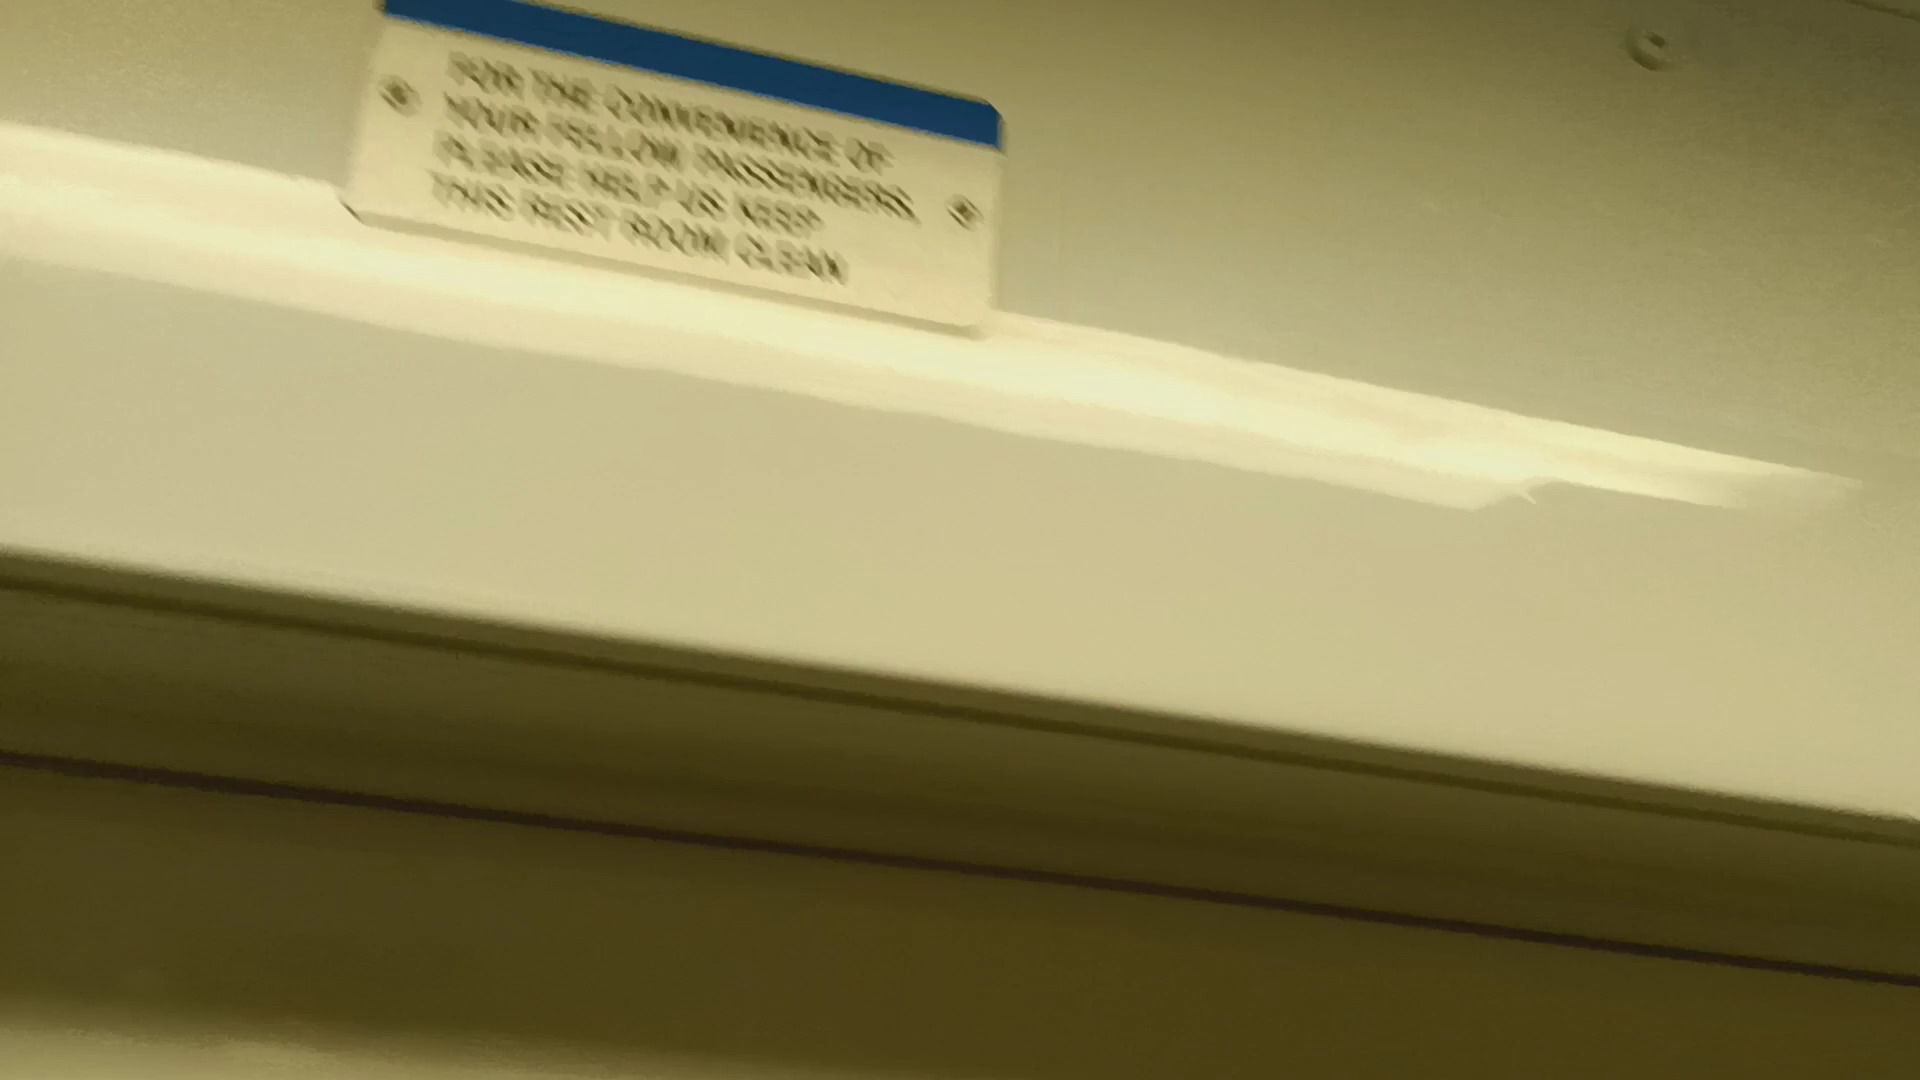 FOR THE CONVENIENCE OF
YOUR FELLOW PASSENGERS,
PLEASE HELP US KEEP
THIS REST ROOM CLEAN